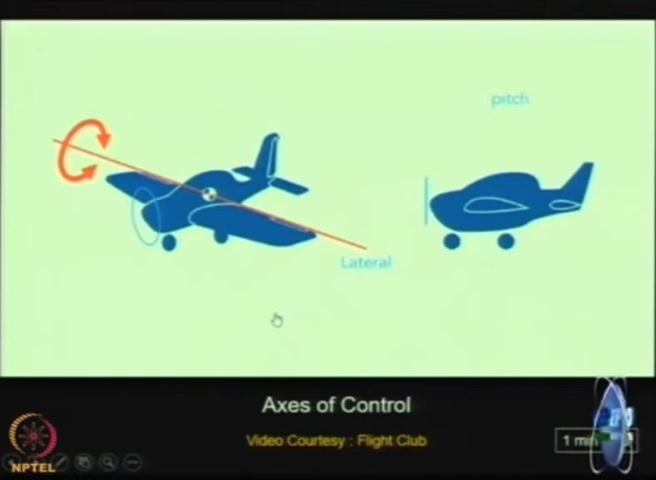 pitch
Lateral
Axes of Control
Video Courtesy : Flight Club
1 min
NPTEL